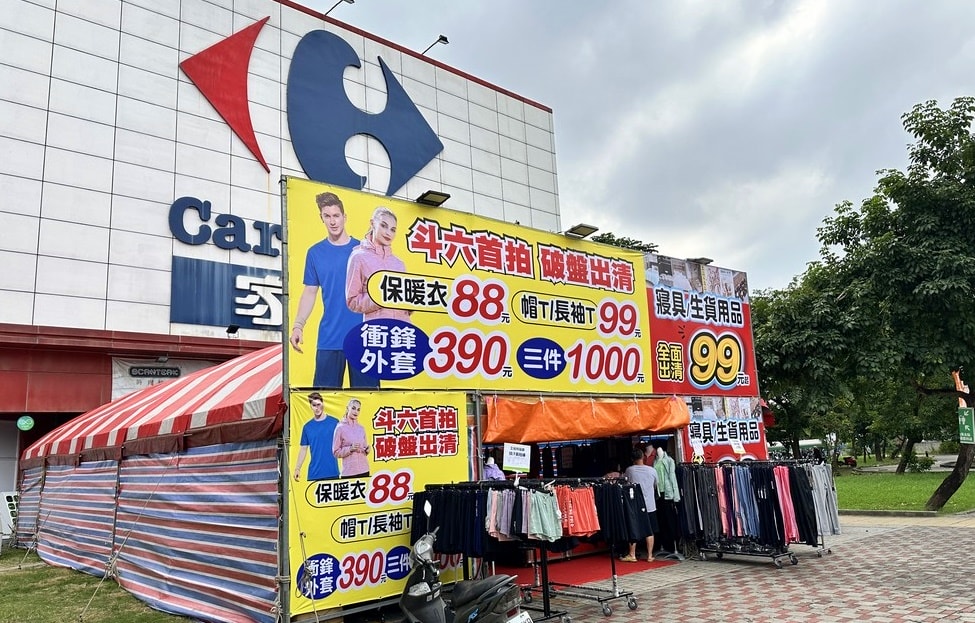 Car
家
SCANTEAK
斗六首拍 破盤出清
保暖衣88元 帽T/長袖T99元
衝鋒外套390元 三件1000元
寢具/生貨用品
全面出清99元起
斗六首拍
破盤出清
保暖衣88
帽T/長袖T
衝鋒外套390元 三件
寢具/生貨用品